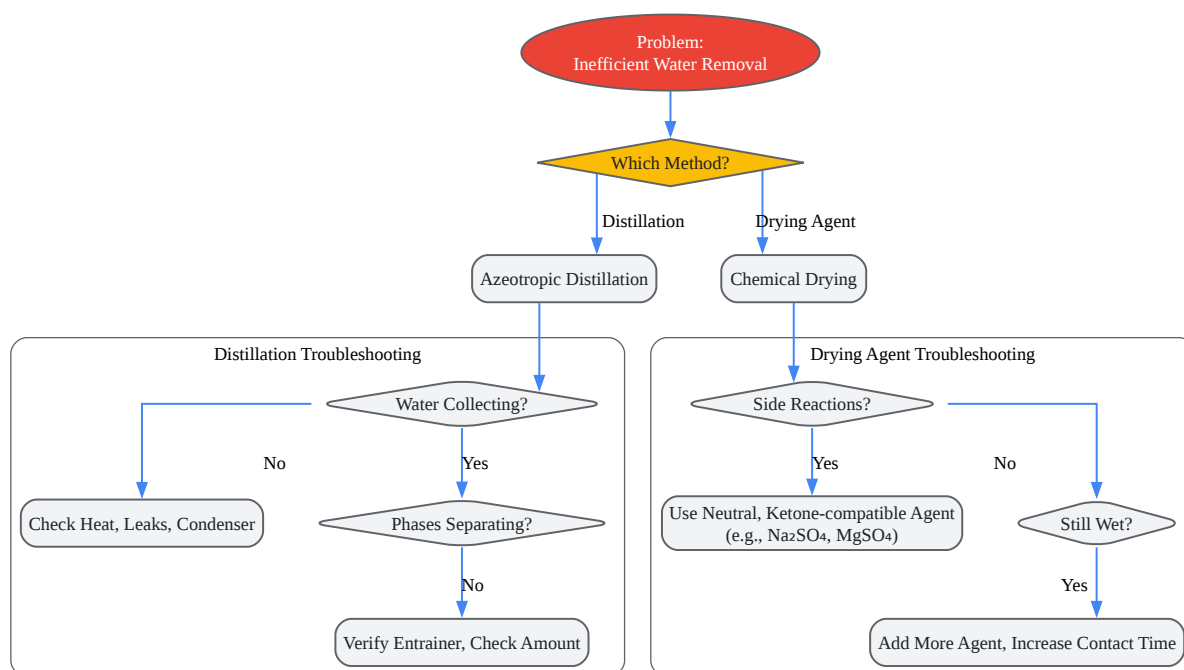 Problem:
Inefficient Water Removal
Which Method?
Distillation
Drying Agent
Azeotropic Distillation
Chemical Drying
Distillation Troubleshooting
Drying Agent Troubleshooting
Water Collecting?
Side Reactions?
No
Yes
Yes
No
Check Heat, Leaks, Condenser
Phases Separating?
Use Neutral, Ketone-compatible Agent
(e.g., Na₂SO₄, MgSO₄)
Still Wet?
No
Yes
Verify Entrainer, Check Amount
Add More Agent, Increase Contact Time